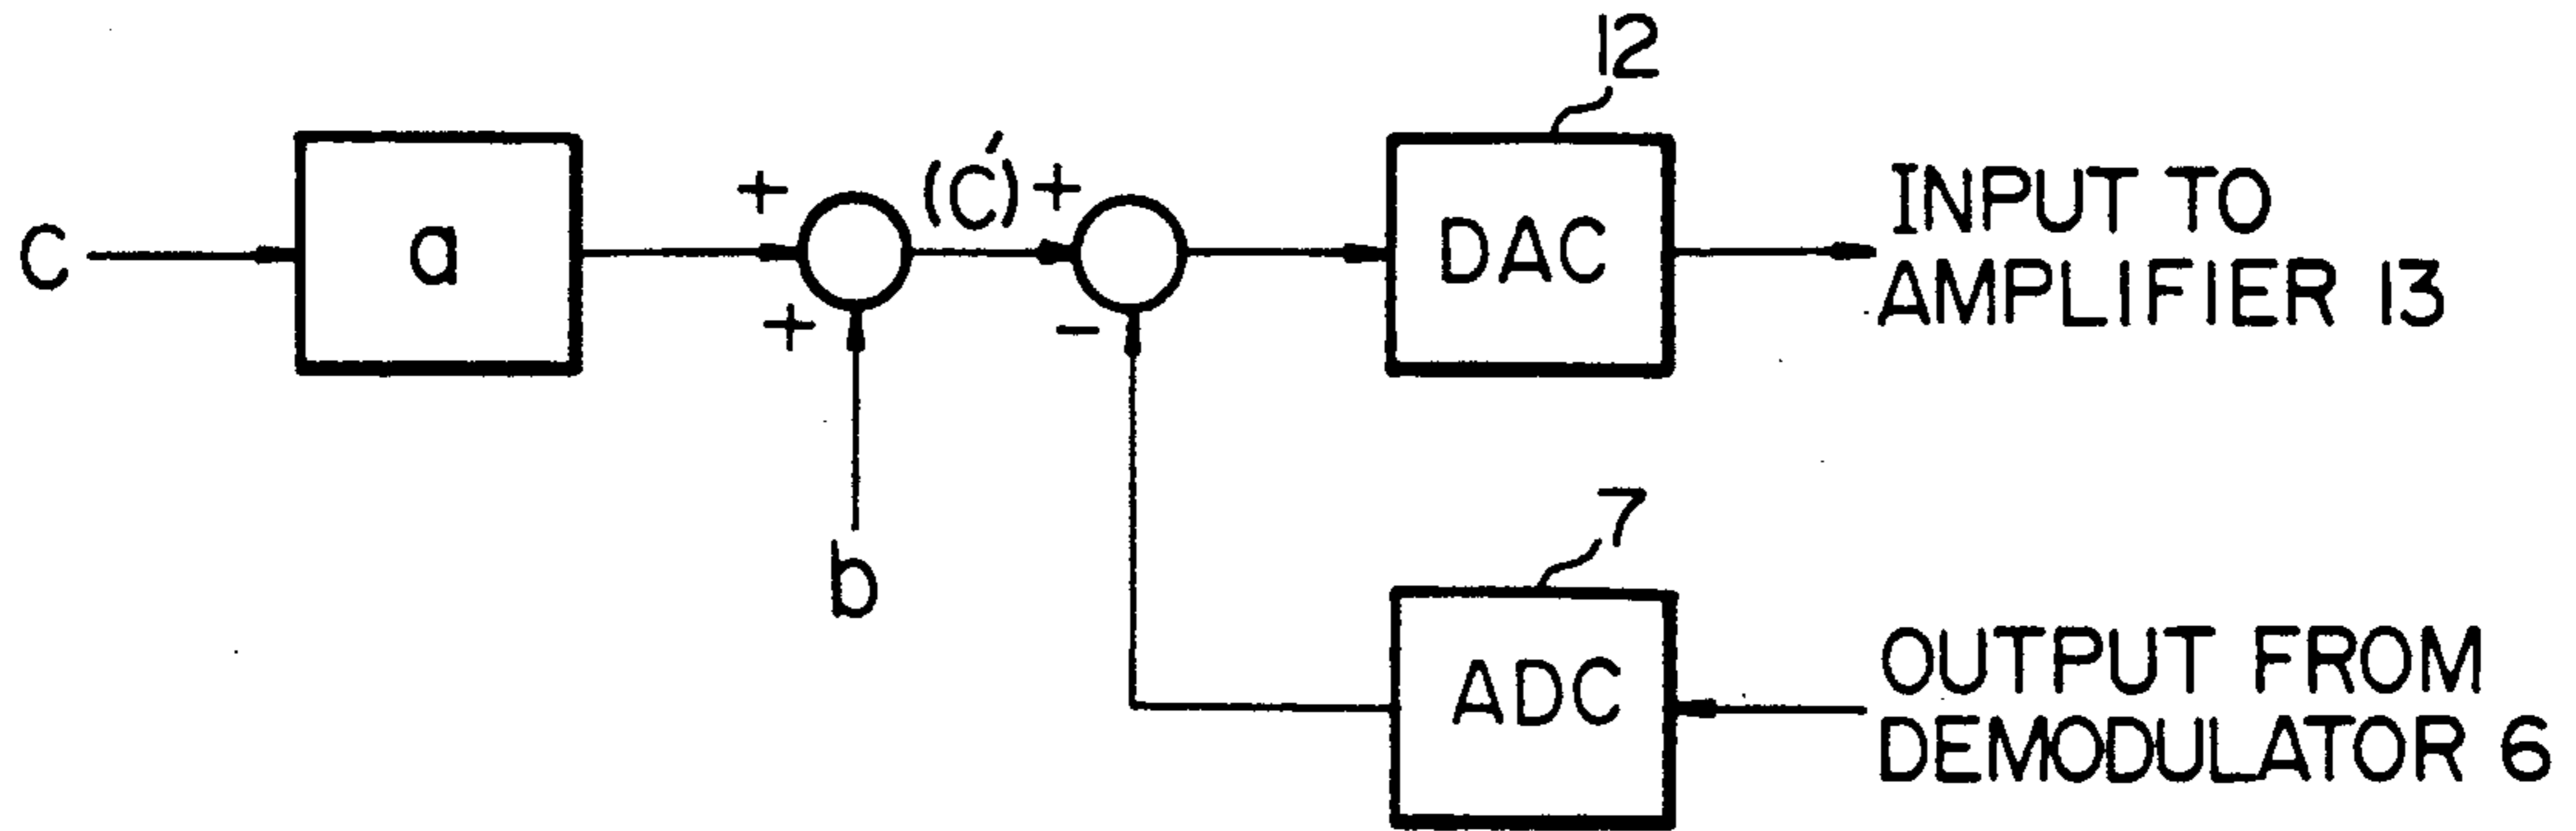 12
C
a
+
+
(C')
+
-
DAC
INPUT TO
AMPLIFIER 13
b
7
ADC
OUTPUT FROM
DEMODULATOR 6